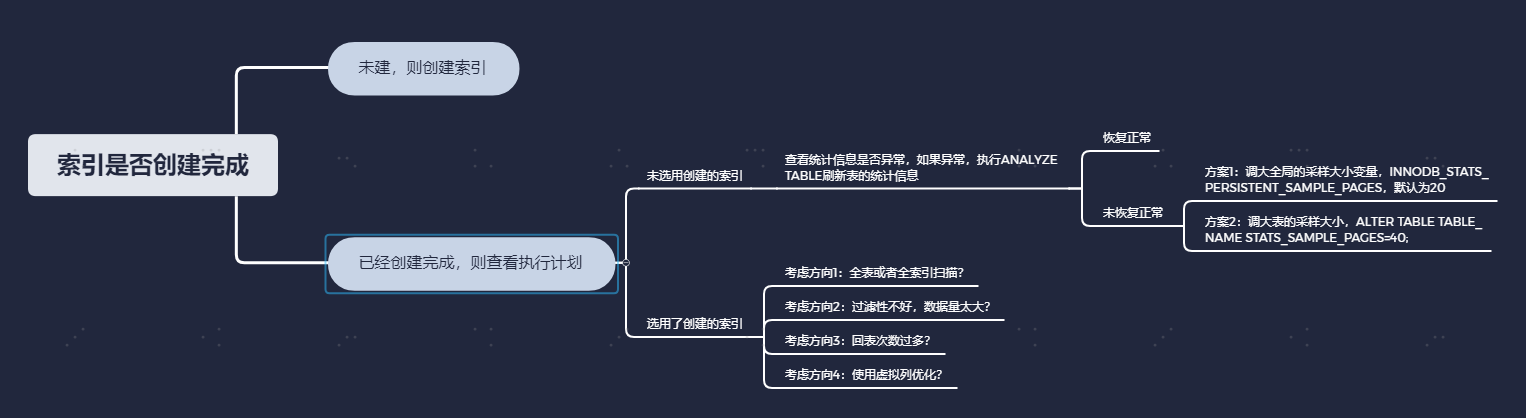 索引是否创建完成
未建，则创建索引
已经创建完成，则查看执行计划
未选用创建的索引
查看统计信息是否异常，如果异常，执行ANALYZE
TABLE刷新表的统计信息
恢复正常
未恢复正常
方案1：调大全局的采样大小变量，INNODB_STATS_
PERSISTENT_SAMPLE_PAGES，默认为20
方案2：调大表的采样大小，ALTER TABLE TABLE_
NAME STATS_SAMPLE_PAGES=40;
选用了创建的索引
考虑方向1：全表或者全索引扫描？
考虑方向2：过滤性不好，数据量太大？
考虑方向3：回表次数过多？
考虑方向4：使用虚拟列优化？